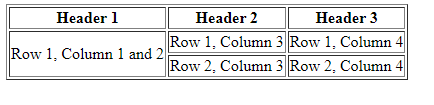 Header 1 Header 2 Header 3
Row 1, Column 1 and 2 Row 1, Column 3 Row 1, Column 4
Row 2, Column 3 Row 2, Column 4